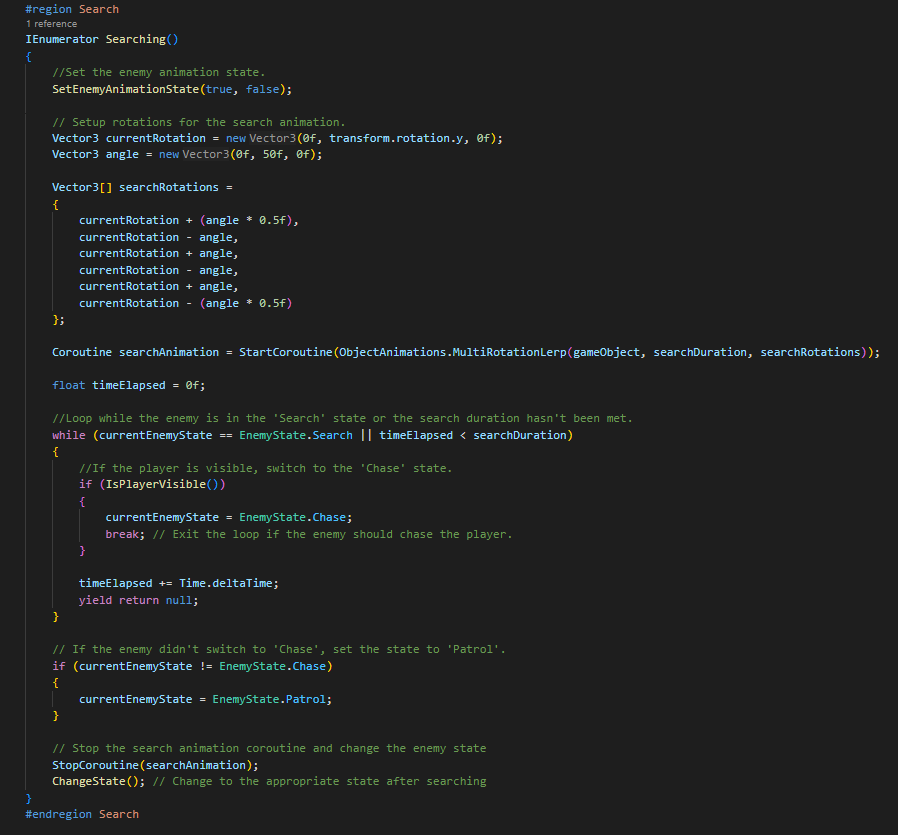 #region Search
1 reference
IEnumerator Searching()
{
    //Set the enemy animation state.
    SetEnemyAnimationState(true, false);

    // Setup rotations for the search animation.
    Vector3 currentRotation = new Vector3(0f, transform.rotation.y, 0f);
    Vector3 angle = new Vector3(0f, 50f, 0f);

    Vector3[] searchRotations =
    {
        currentRotation + (angle * 0.5f),
        currentRotation - angle,
        currentRotation + angle,
        currentRotation - angle,
        currentRotation + angle,
        currentRotation - (angle * 0.5f)
    };

    Coroutine searchAnimation = StartCoroutine(ObjectAnimations.MultiRotationLerp(gameObject, searchDuration, searchRotations));

    float timeElapsed = 0f;

    //Loop while the enemy is in the 'Search' state or the search duration hasn't been met.
    while (currentEnemyState == EnemyState.Search || timeElapsed < searchDuration)
    {
        //If the player is visible, switch to the 'Chase' state.
        if (IsPlayerVisible())
        {
            currentEnemyState = EnemyState.Chase;
            break; // Exit the loop if the enemy should chase the player.
        }

        timeElapsed += Time.deltaTime;
        yield return null;
    }

    // If the enemy didn't switch to 'Chase', set the state to 'Patrol'.
    if (currentEnemyState != EnemyState.Chase)
    {
        currentEnemyState = EnemyState.Patrol;
    }

    // Stop the search animation coroutine and change the enemy state
    StopCoroutine(searchAnimation);
    ChangeState(); // Change to the appropriate state after searching
}
#endregion Search